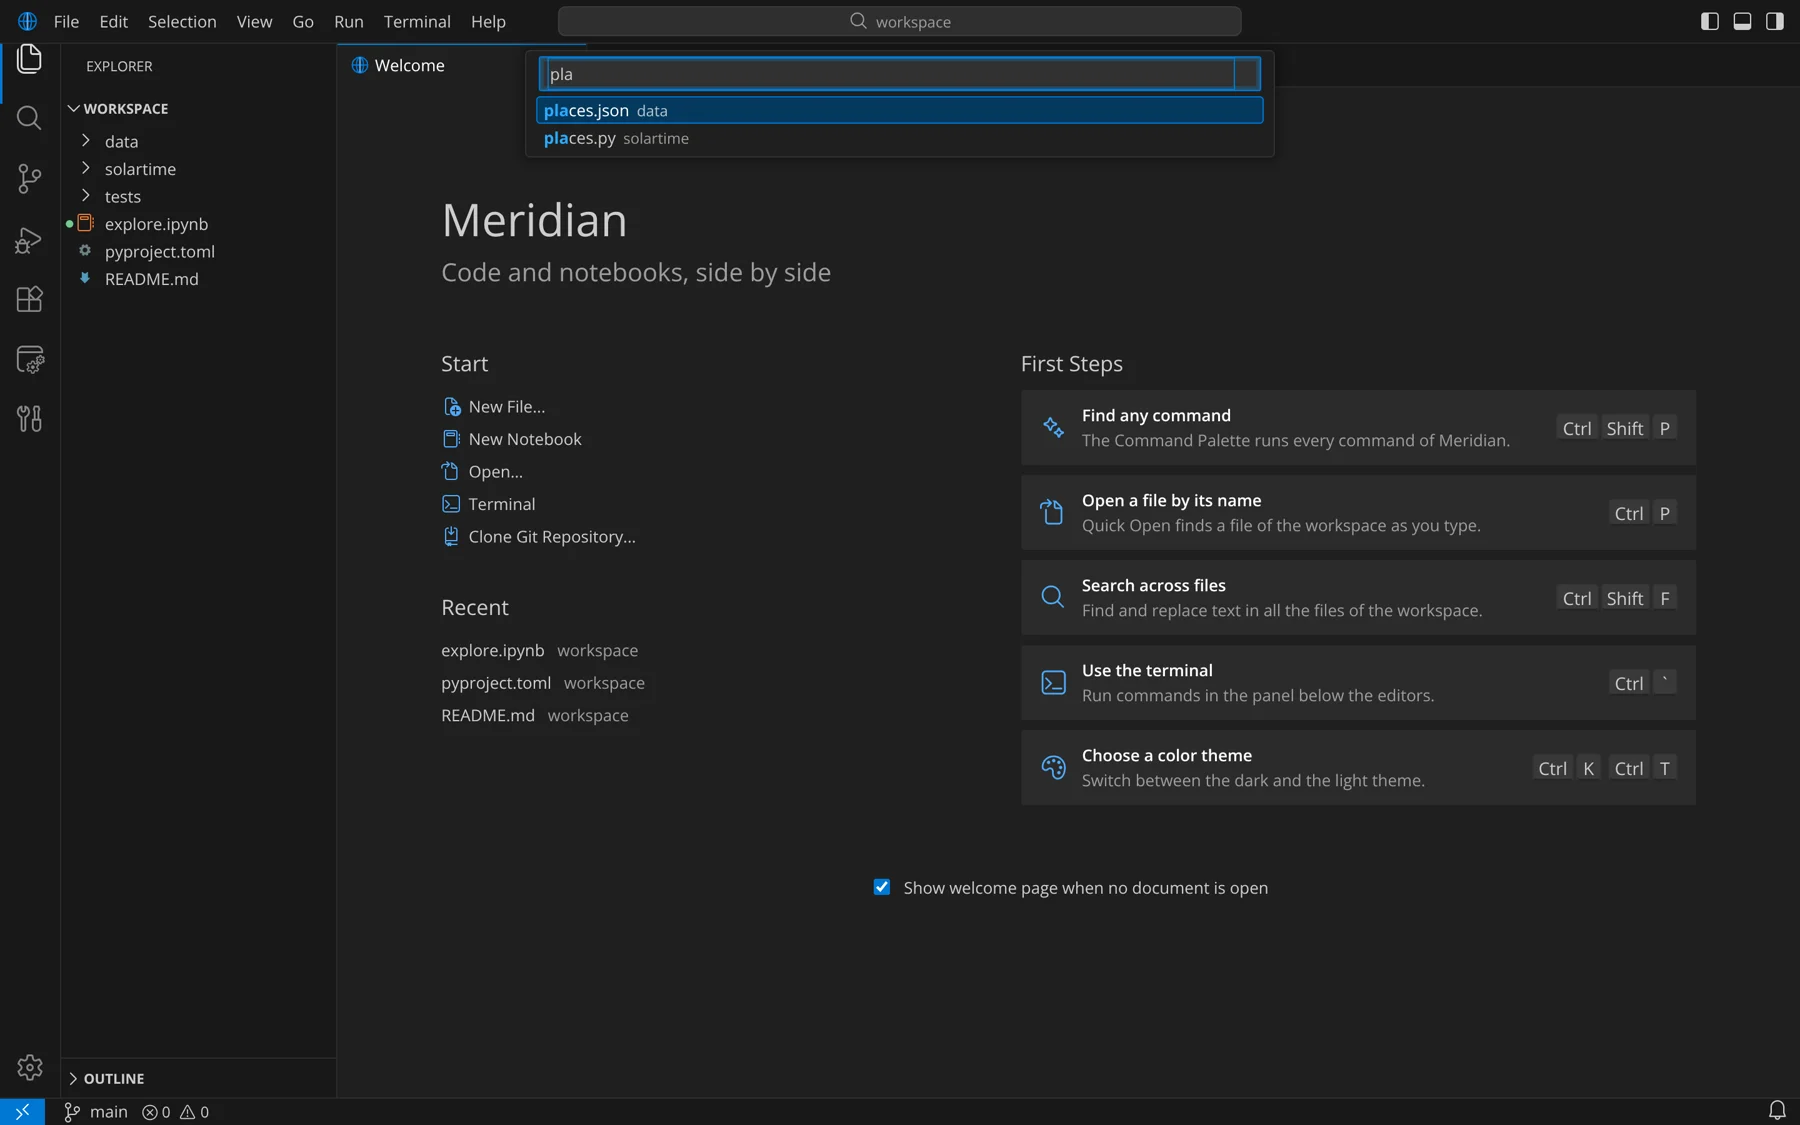 File Edit Selection View Go Run Terminal Help
workspace
EXPLORER
Welcome
pla
places.json data
places.py solartime
WORKSPACE
data
solartime
tests
explore.ipynb
pyproject.toml
README.md
Meridian
Code and notebooks, side by side
Start
New File...
New Notebook
Open...
Terminal
Clone Git Repository...
Recent
explore.ipynb workspace
pyproject.toml workspace
README.md workspace
First Steps
Find any command
The Command Palette runs every command of Meridian.
Ctrl Shift P
Open a file by its name
Quick Open finds a file of the workspace as you type.
Ctrl P
Search across files
Find and replace text in all the files of the workspace.
Ctrl Shift F
Use the terminal
Run commands in the panel below the editors.
Ctrl `
Choose a color theme
Switch between the dark and the light theme.
Ctrl K Ctrl T
Show welcome page when no document is open
OUTLINE
main 0 0